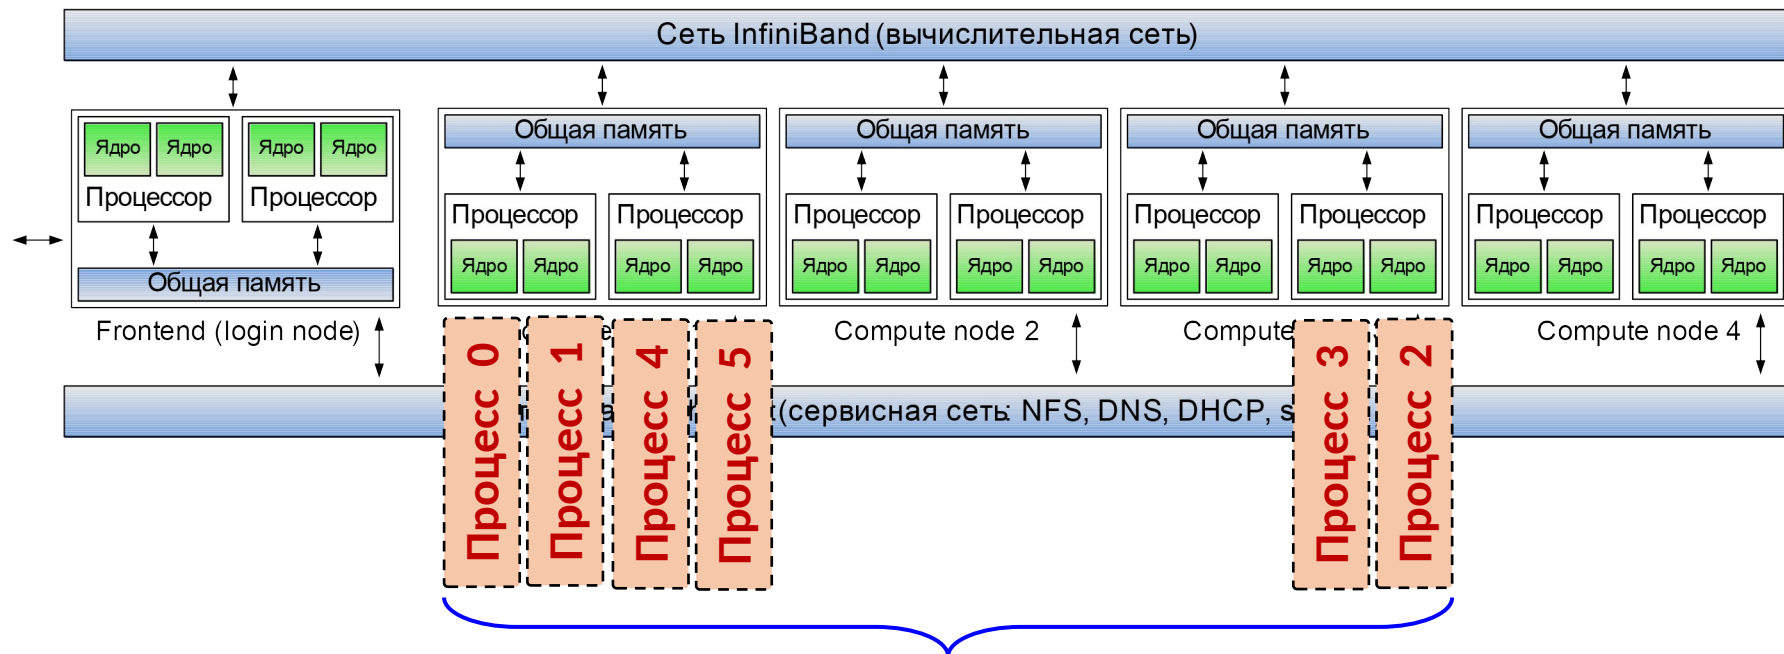 Сеть InfiniBand (вычислительная сеть)
Ядро Ядро Ядро Ядро
Процессор Процессор
Общая память
Frontend (login node)
Общая память
Процессор Процессор
Ядро Ядро Ядро Ядро
Общая память
Процессор Процессор
Ядро Ядро Ядро Ядро
Compute node 2
Общая память
Процессор Процессор
Ядро Ядро Ядро Ядро
Общая память
Процессор Процессор
Ядро Ядро Ядро Ядро
Compute node 4
(сервисная сеть: NFS, DNS, DHCP,
Процесс 0
Процесс 1
Процесс 4
Процесс 5
Процесс 3
Процесс 2